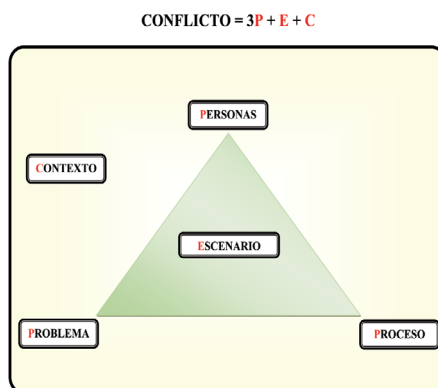 CONFLICTO = 3P + E + C
PERSONAS
CONTEXTO
ESCENARIO
PROBLEMA
PROCESO